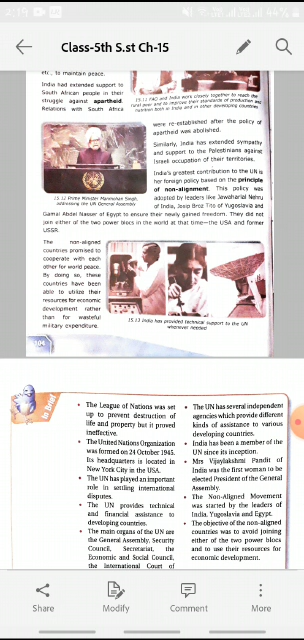 2:19
44%
Class-5th S.st Ch-15
etc., to maintain peace.
India had extended support to
South African people in their
struggle against apartheid.
Relations with South Africa
15.11 FAO and India work closely together to reach the
rural poor and to improve their standards of production and
nutrition both in India and in other developing countries
were re-established after the policy of
apartheid was abolished.
Similarly, India has extended sympathy
and support to the Palestinians against
Israeli occupation of their territories.
India's greatest contribution to the UN is
her foreign policy based on the principle
of non-alignment. This policy was
adopted by leaders like Jawaharlal Nehru
of India, Josip Broz Tito of Yugoslavia and
15.12 Prime Minister Manmohan Singh,
addressing the UN General Assembly
Gamal Abdel Nasser of Egypt to ensure their newly gained freedom. They did not
join either of the two power blocs in the world at that time—the USA and former
USSR.
The non-aligned
countries promised to
cooperate with each
other for world peace.
By doing so, these
countries have been
able to utilize their
resources for economic
development rather
than for wasteful
military expenditure.
15.13 India has provided technical support to the UN
whenever needed
104
In Brief
• The League of Nations was set
up to prevent destruction of
life and property but it proved
ineffective.
• The United Nations Organization
was formed on 24 October 1945.
Its headquarters is located in
New York City in the USA.
• The UN has played an important
role in settling international
disputes.
• The UN provides technical
and financial assistance to
developing countries.
• The main organs of the UN are
the General Assembly, Security
Council, Secretariat, the
Economic and Social Council,
the International Court of
• The UN has several independent
agencies which provide different
kinds of assistance to various
developing countries.
• India has been a member of the
UN since its inception.
• Mrs Vijaylakshmi Pandit of
India was the first woman to be
elected President of the General
Assembly.
• The Non-Aligned Movement
was started by the leaders of
India, Yugoslavia and Egypt.
• The objective of the non-aligned
countries was to avoid joining
either of the two power blocs
and to use their resources for
economic development.
Share
Modify
Comment
More